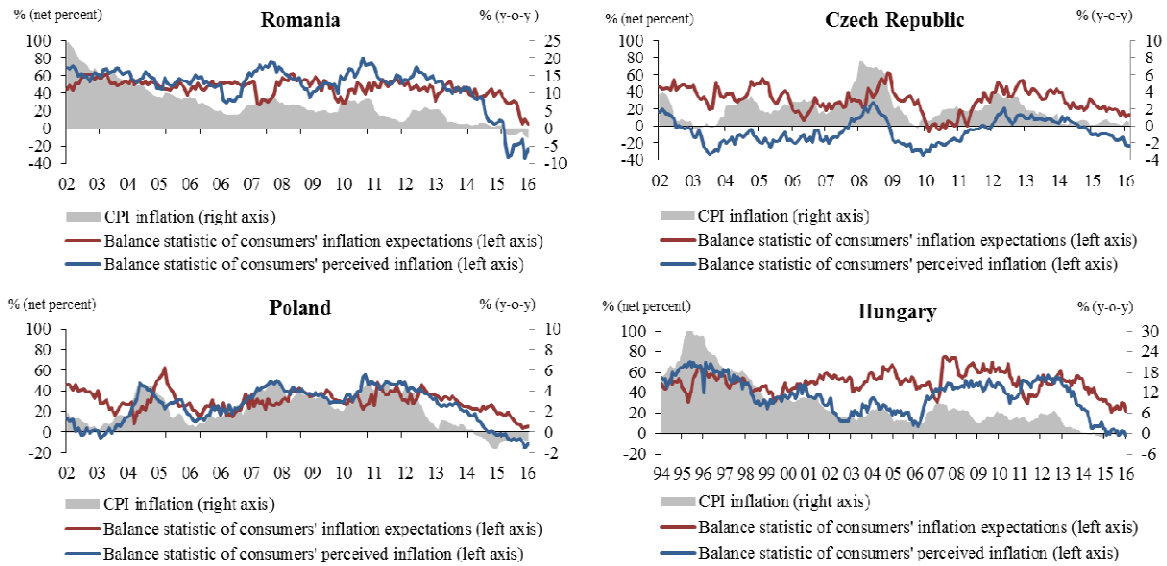 % (net percent) Romania % (y-o-y )
100 25
80 20
60 15
40 10
20 5
0 0
-20 -5
-40 -10
02 03 04 05 06 07 07 08 09 10 11 12 13 14 15 16
CPI inflation (right axis)
Balance statistic of consumers' inflation expectations (left axis)
Balance statistic of consumers' perceived inflation (left axis)
% (net percent) Czech Republic % (y-o-y)
100 10
80 8
60 6
40 4
20 2
0 0
-20 -2
-40 -4
02 03 04 05 06 07 08 09 10 11 12 13 14 15 16
CPI inflation (right axis)
Balance statistic of consumers' inflation expectations (left axis)
Balance statistic of consumers' perceived inflation (left axis)
% (net percent) Poland % (y-o-y)
100 10
80 8
60 6
40 4
20 2
0 0
-20 -2
02 03 04 05 06 07 07 08 09 10 11 12 13 14 15 16
CPI inflation (right axis)
Balance statistic of consumers' inflation expectations (left axis)
Balance statistic of consumers' perceived inflation (left axis)
% (net percent) Hungary % (y-o-y)
100 30
80 24
60 18
40 12
20 6
0 0
-20 -6
94 95 96 97 98 99 00 01 02 03 04 05 06 07 08 09 10 11 12 13 14 15 16
CPI inflation (right axis)
Balance statistic of consumers' inflation expectations (left axis)
Balance statistic of consumers' perceived inflation (left axis)